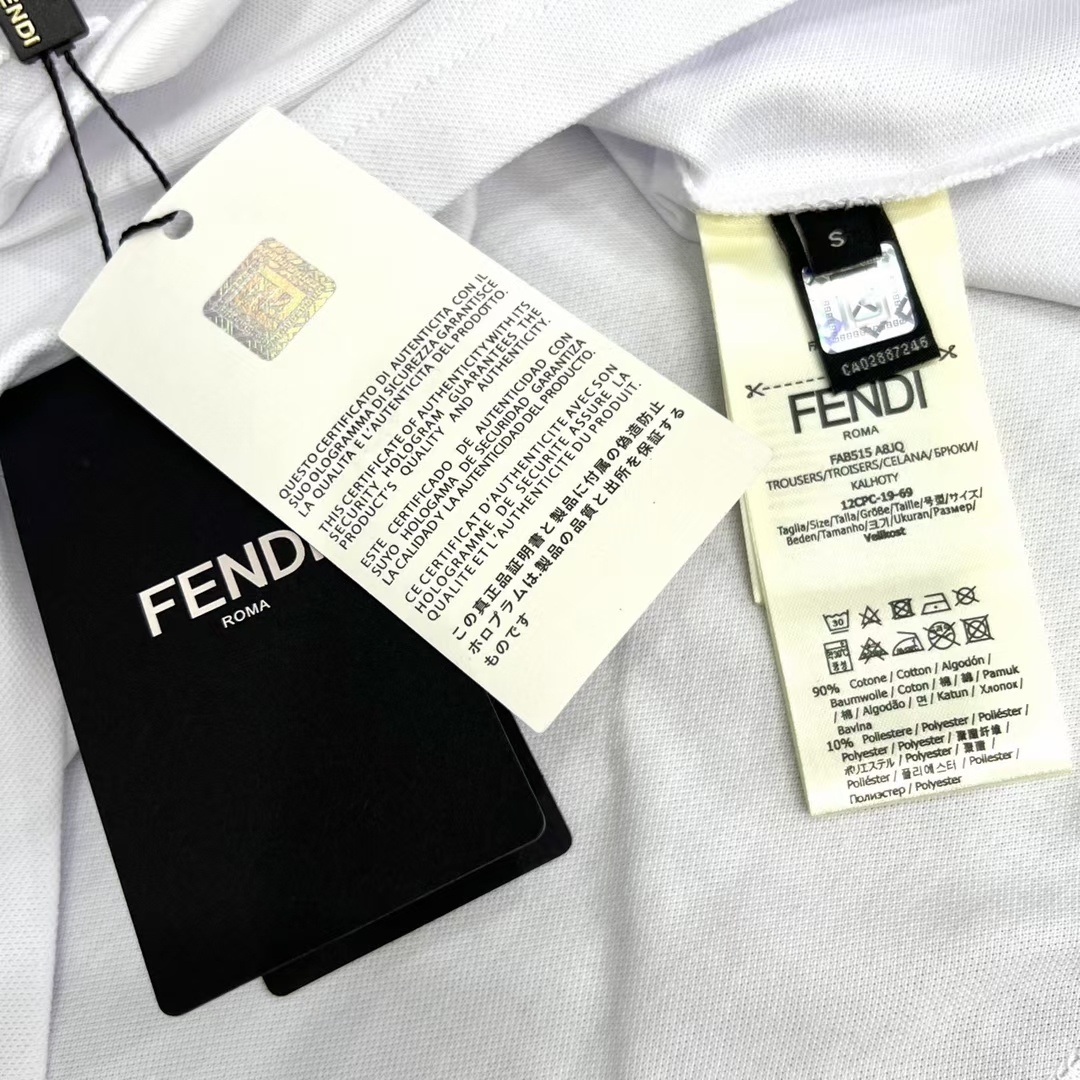 FENDI
QUESTO CERTIFICATO DI AUTENTICITA CON IL
SUO OLOGRAMMA DI SICUREZZA GARANTISCE
LA QUALITA E L'AUTENTICITA DEL PRODOTTO.
THIS CERTIFICATE OF AUTHENTICITY WITH ITS
SECURITY HOLOGRAM GUARANTEES THE
PRODUCT'S QUALITY AND AUTHENTICITY.
ESTE CERTIFICADO DE AUTENTICIDAD CON
SUYO HOLOGAMA DE SECURIDAD GARANTIZA
LA CALIDAD Y LA AUTENTICIDAD DEL PRODUCTO.
CE CERTIFICAT D'AUTHENTICITE AVEC SON
HOLOGRAMME DE SECURITE ASSURE LA
QUALITE ET L'AUTHENTICITE DU PRODUIT.
この真正品証明書と製品に付属の偽造防止
ホロプラムは、製品の品質と出所を保証する
ものです
FENDI
ROMA
S
CA02887246
FENDI
ROMA
FAB515 A8JQ
TROUSERS/TROISERS/CELANA/БРЮКИ/
KALHOTY
12CPC-19-69
Taglia/Size/Talla/Größe/Taille/号型/サイズ/
Beden/Tamanho/크기/Ukuran/Размер/
Velikost
30
90% Cotone / Cotton / Algodón /
Baumwolle / Coton / 棉 / 綿 / Pamuk
/ 棉 / Algodão / 면 / Katun / Хлопок /
Bavlna
10% Poliestere / Polyester / Poliéster /
Polyester / Polyester / 聚酯纤维 /
ポリエステル / Polyester / 聚酯 /
Poliéster / 폴리에스터 / Poliester /
Полиэстер / Polyester